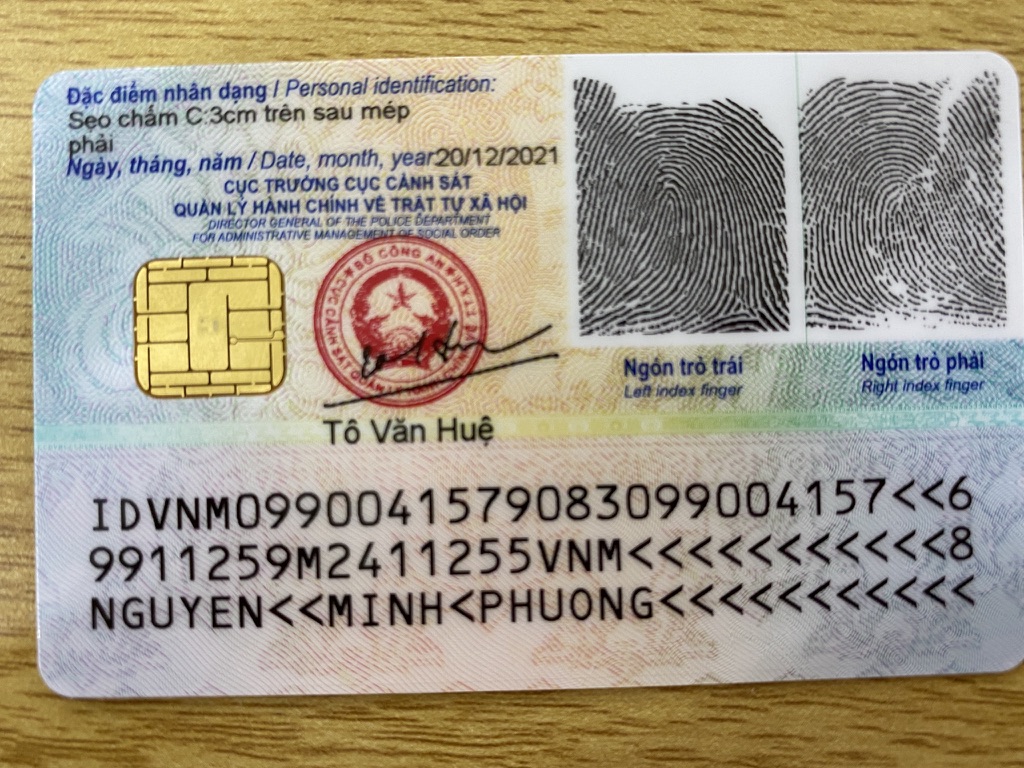 Đặc điểm nhân dạng / Personal identification:
Sẹo chấm C:3cm trên sau mép
phải
Ngày, tháng, năm / Date, month, year20/12/2021
CỤC TRƯỞNG CỤC CẢNH SÁT
QUẢN LÝ HÀNH CHÍNH VỀ TRẬT TỰ XÃ HỘI
DIRECTOR GENERAL OF THE POLICE DEPARTMENT
FOR ADMINISTRATIVE MANAGEMENT OF SOCIAL ORDER
BỘ CÔNG AN
Tô Văn Huệ
Ngón trỏ trái
Left index finger
Ngón trỏ phải
Right index finger
IDVNM0990041579083099004157<<6
9911259M2411255VNM<<<<<<<<<<<8
NGUYEN<<MINH<PHUONG<<<<<<<<<<<